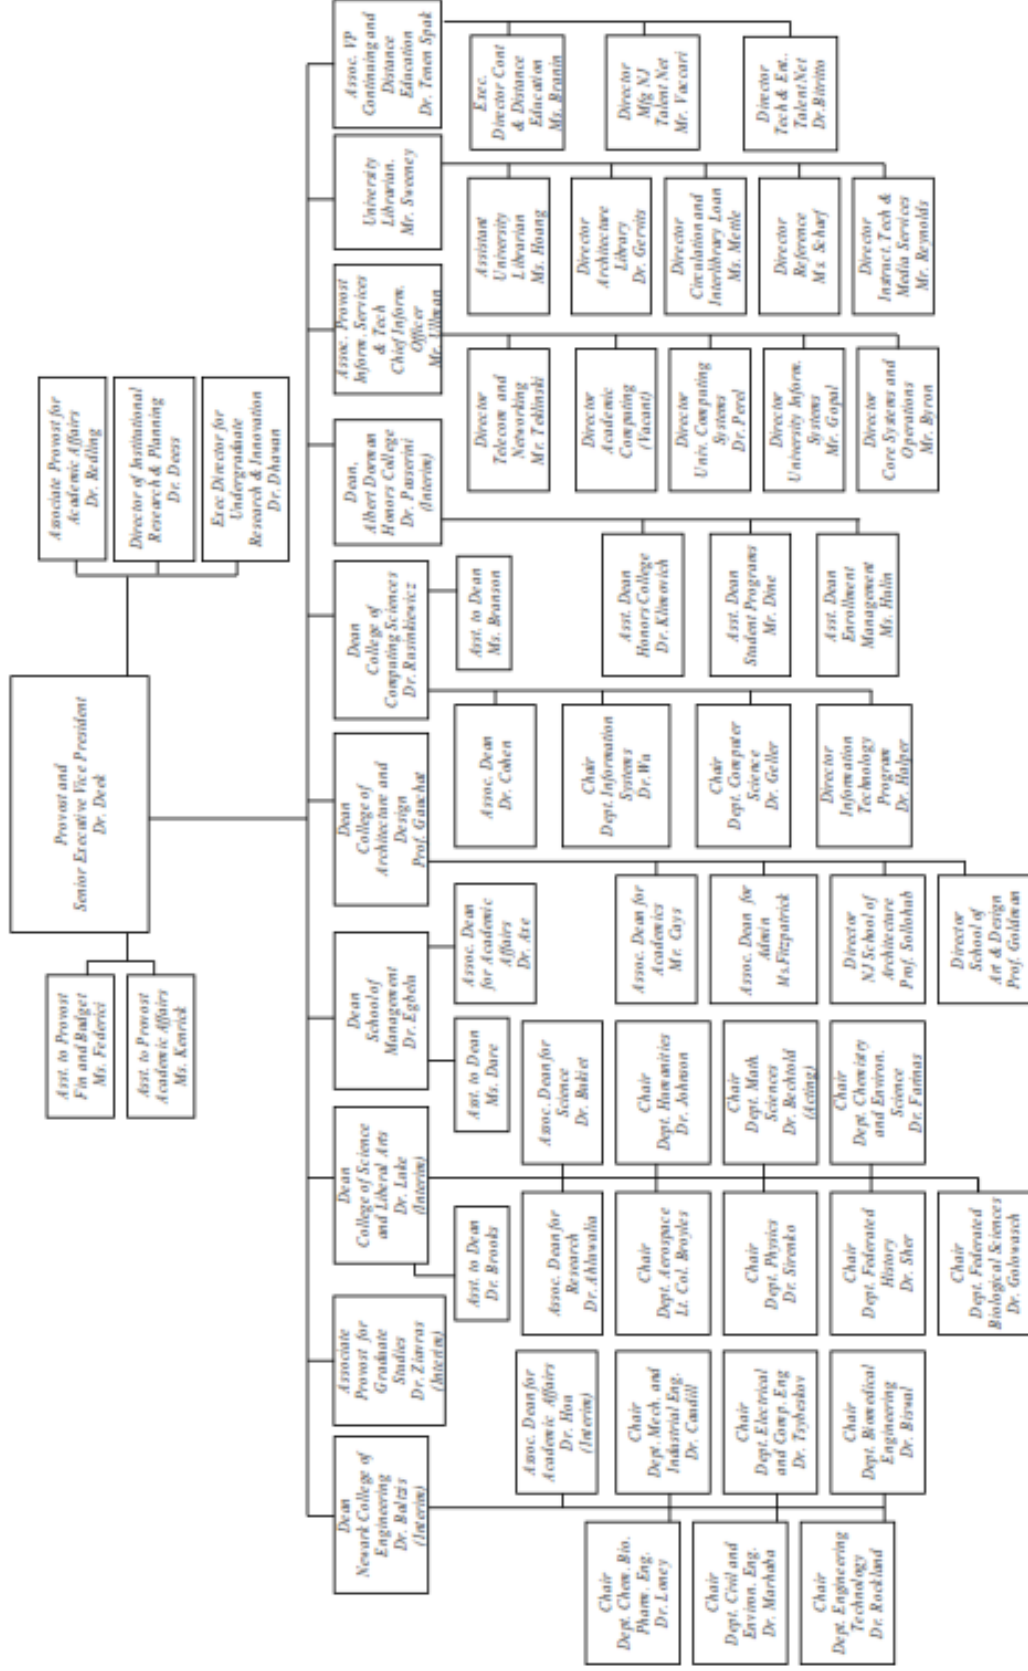 Provost and
Senior Executive Vice President
Dr. Deek
Asst. to Provost
Fin and Budget
Ms. Federici
Asst. to Provost
Academic Affairs
Ms. Kenrick
Associate Provost for
Academic Affairs
Dr. Redling
Director of Institutional
Research & Planning
Dr. Deess
Exec Director for
Undergraduate
Research & Innovation
Dr. Dhawan
Dean
Newark College of
Engineering
Dr. Baltzis
(Interim)
Associate
Provost for
Graduate
Studies
Dr. Ziavras
(Interim)
Dean
College of Science
and Liberal Arts
Dr. Luke
(Interim)
Dean
School of
Management
Dr. Egbelu
Dean
College of
Architecture and
Design
Prof. Gauchat
Dean
College of
Computing Sciences
Dr. Rusinkiewicz
Dean,
Albert Dorman
Honors College
Dr. Passerini
(Interim)
Assoc. Provost
Inform. Services
& Tech
Chief Inform.
Officer
Mr. Ullman
University
Librarian.
Mr. Sweeney
Assoc. VP
Continuing and
Distance
Education
Dr. Tenen Spak
Assoc. Dean for
Academic Affairs
Dr. Hou
(Interim)
Chair
Dept. Chem. Bio.
Pharm. Eng.
Dr. Loney
Chair
Dept. Mech. and
Industrial Eng.
Dr. Caudill
Chair
Dept. Civil and
Environ. Eng.
Dr. Marhaba
Chair
Dept. Electrical
and Comp. Eng
Dr. Tsybeskov
Chair
Dept. Engineering
Technology
Dr. Rockland
Chair
Dept. Biomedical
Engineering
Dr. Biswal
Asst. to Dean
Dr. Brooks
Assoc. Dean for
Research
Dr. Ahluwalia
Assoc. Dean for
Science
Dr. Bukiet
Chair
Dept. Aerospace
Lt. Col. Broyles
Chair
Dept. Humanities
Dr. Johnson
Chair
Dept. Physics
Dr. Sirenko
Chair
Dept. Math.
Sciences
Dr. Bechtold
(Acting)
Chair
Dept. Federated
History
Dr. Sher
Chair
Dept. Chemistry
and Environ.
Science
Dr. Farinas
Chair
Dept. Federated
Biological Sciences
Dr. Golowasch
Asst. to Dean
Ms. Dare
Assoc. Dean
for Academic
Affairs
Dr. Axe
Assoc. Dean for
Academics
Mr. Cays
Assoc. Dean for
Admin
Ms. Fitzpatrick
Director
NJ School of
Architecture
Prof. Sollohub
Director
School of
Art & Design
Prof. Goldman
Asst. to Dean
Ms. Branson
Assoc. Dean
Dr. Cohen
Chair
Dept. Information
Systems
Dr. Wu
Chair
Dept. Computer
Science
Dr. Geller
Director
Information
Technology
Program
Dr. Halper
Asst. Dean
Honors College
Dr. Klimovich
Asst. Dean
Student Programs
Mr. Dine
Asst. Dean
Enrollment
Management
Ms. Hulin
Director
Telecom and
Networking
Mr. Teklinski
Director
Academic
Computing
(Vacant)
Director
Univ. Computing
Systems
Dr. Perel
Director
University Inform.
Systems
Mr. Gopal
Director
Core Systems and
Operations
Mr. Byron
Assistant
University
Librarian
Ms. Hoang
Director
Architecture
Library
Dr. Gervits
Director
Circulation and
Interlibrary Loan
Ms. Mettle
Director
Reference
Ms. Scharf
Director
Instruct. Tech &
Media Services
Mr. Reynolds
Exec.
Director Cont
& Distance
Education
Ms. Branin
Director
Mfg NJ
Talent Net
Mr. Vaccari
Director
Tech & Ent.
Talent Net
Dr. Bitritto